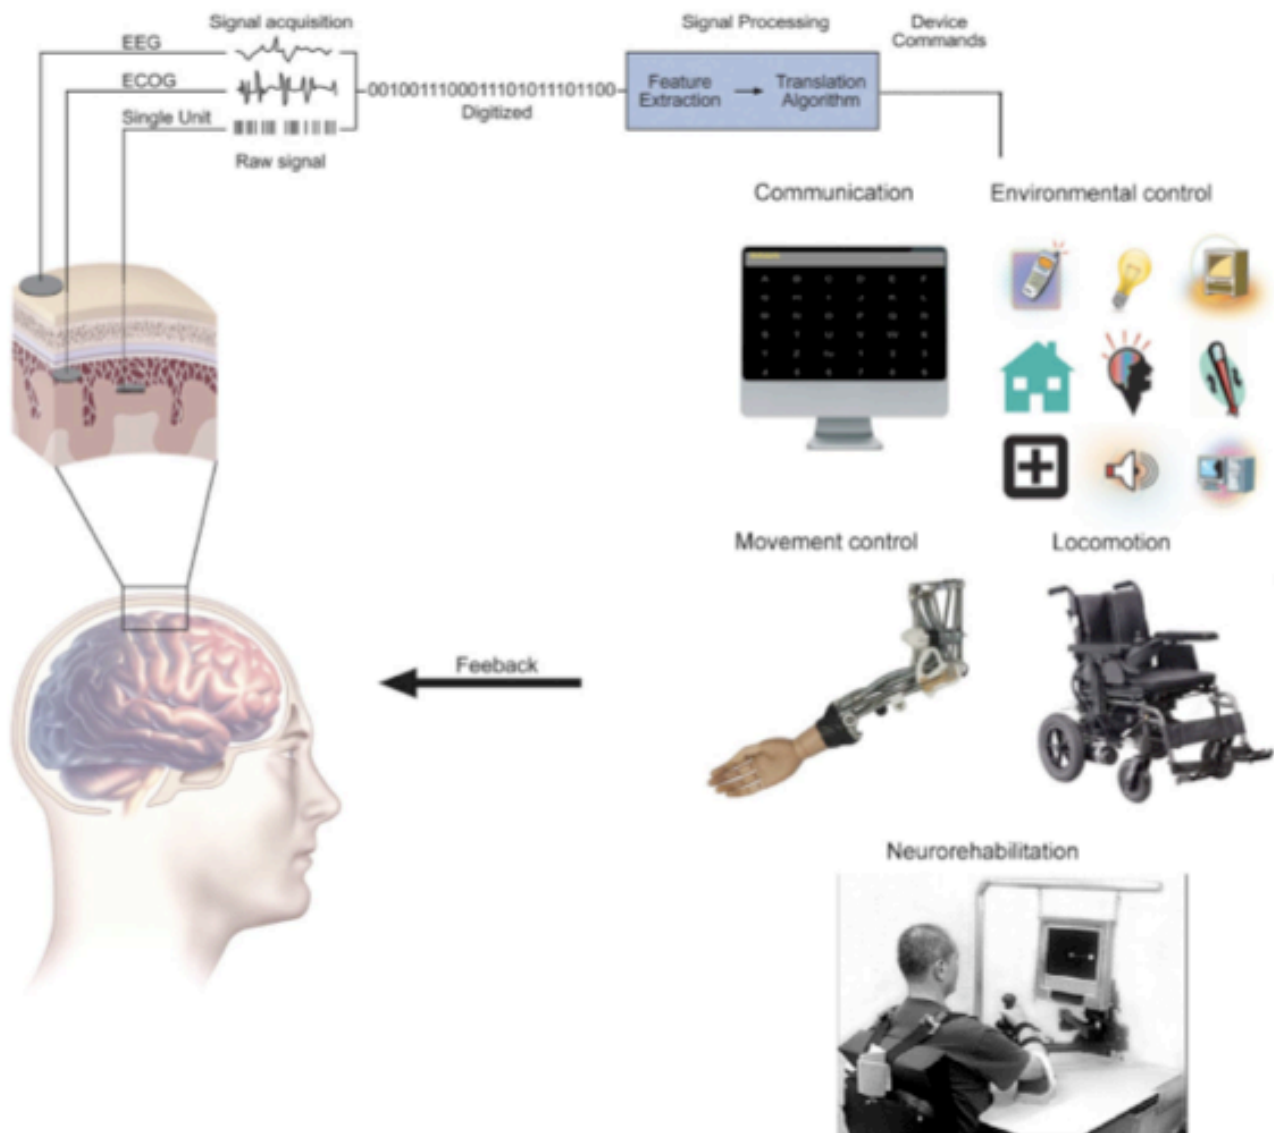 Signal acquisition
EEG
ECOG
Single Unit
Raw signal
001001110001110101011101100
Digitized
Signal Processing
Feature
Extraction
Translation
Algorithm
Device
Commands
Communication
Environmental control
A B C D E F
Movement control
Locomotion
Feeback
Neurorehabilitation